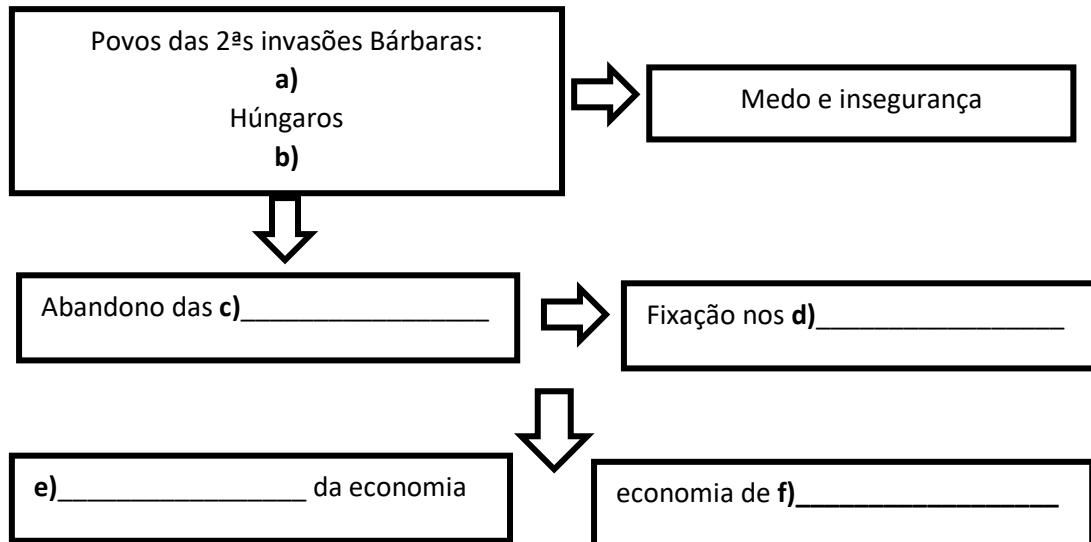 Povos das 2ªs invasões Bárbaras:
a)
Húngaros
b)
Medo e insegurança
Abandono das c)_________________
Fixação nos d)_________________
e)_________________ da economia
economia de f)__________________